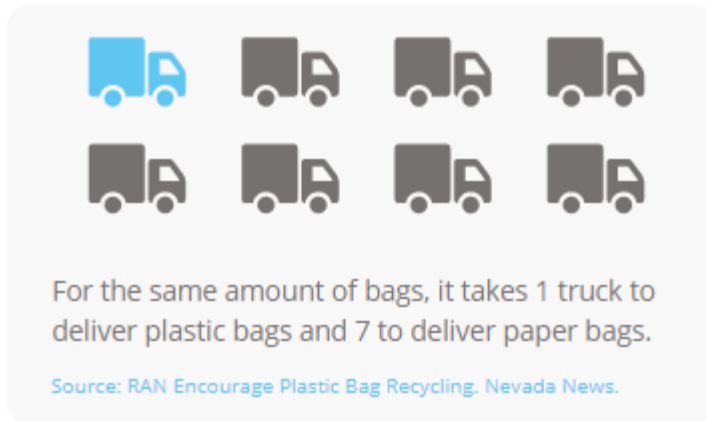 For the same amount of bags, it takes 1 truck to
deliver plastic bags and 7 to deliver paper bags.
Source: RAN Encourage Plastic Bag Recycling. Nevada News.